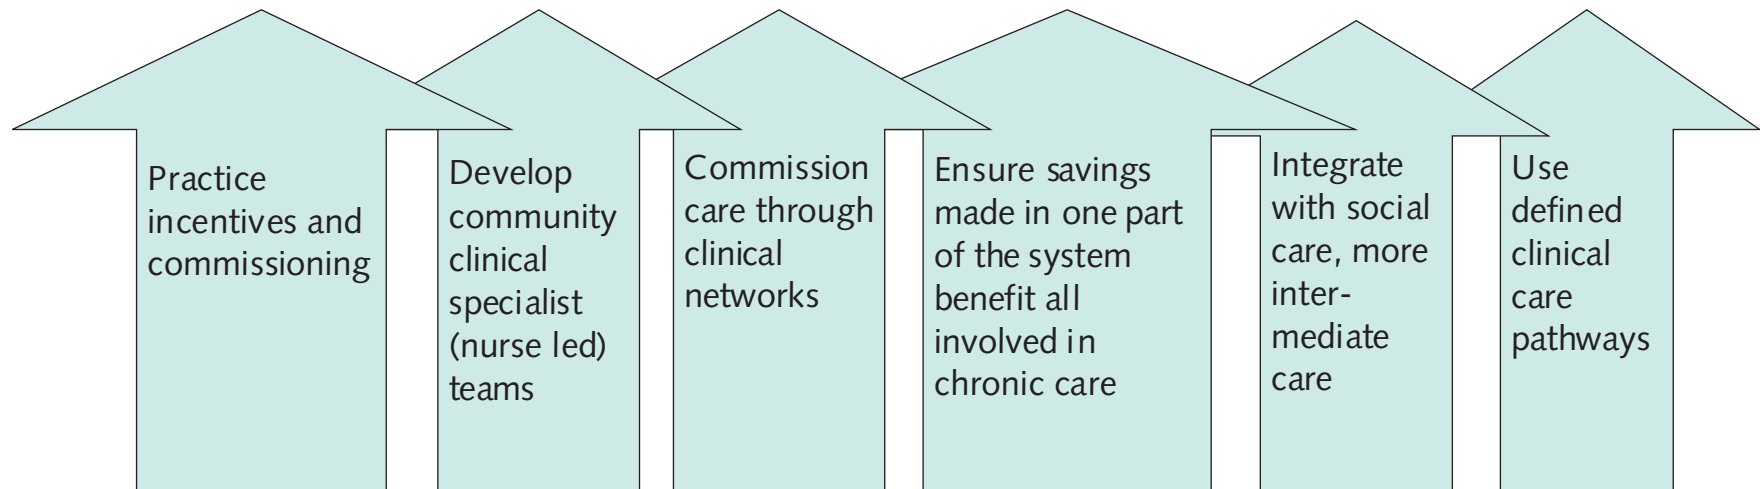 Practice
incentives and
commissioning
Develop
community
clinical
specialist
(nurse led)
teams
Commission
care through
clinical
networks
Ensure savings
made in one part
of the system
benefit all
involved in
chronic care
Integrate
with social
care, more
inter-
mediate
care
Use
defined
clinical
care
pathways